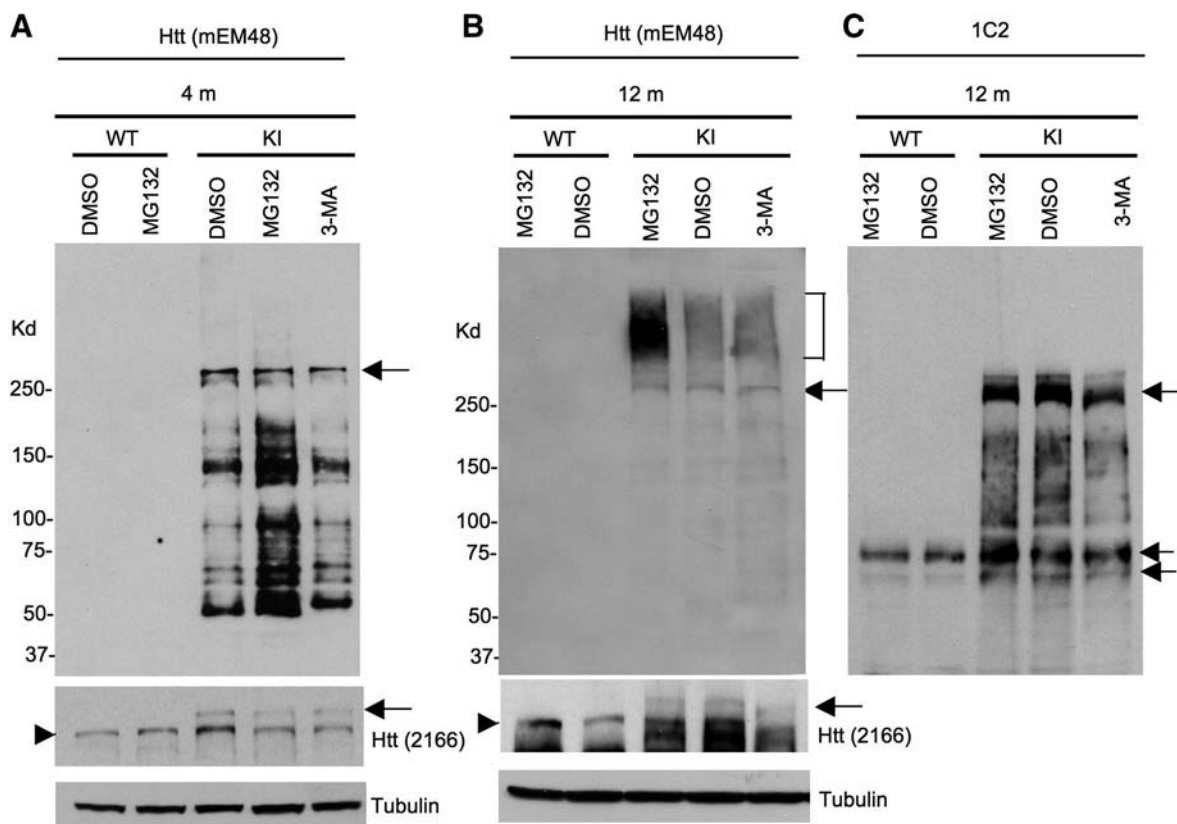 A
Htt (mEM48)
4 m
WT KI
DMSO MG132 DMSO MG132 3-MA
Kd
250-
150-
100-
75-
50-
37-
Htt (2166)
Tubulin
B
Htt (mEM48)
12 m
WT KI
MG132 DMSO MG132 DMSO 3-MA
Kd
250-
150-
100-
75-
50-
37-
Htt (2166)
Tubulin
C
1C2
12 m
WT KI
MG132 DMSO MG132 DMSO 3-MA